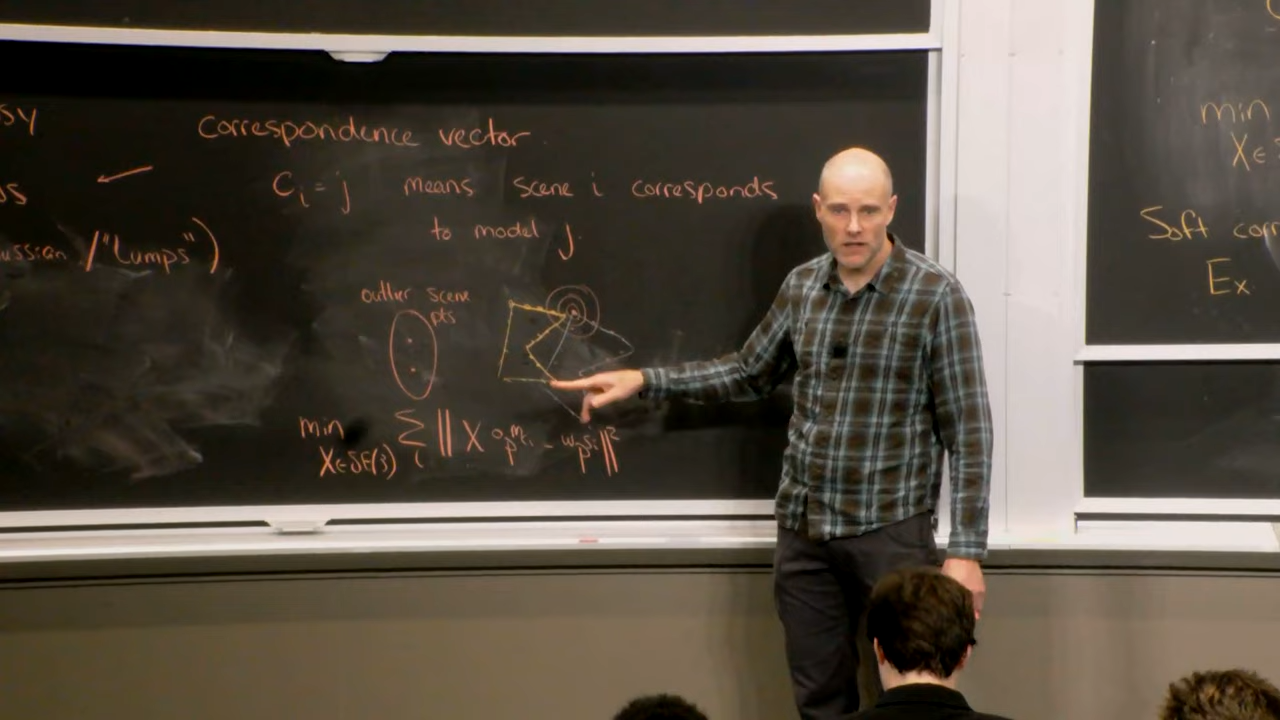 sy
correspondence vector
Cᵢ = j means scene i corresponds
to model j.
ussian / "Lumps")
outlier scene
pts
min
X∈SE(3)
Σ
i
min
X∈
Soft corr
Ex